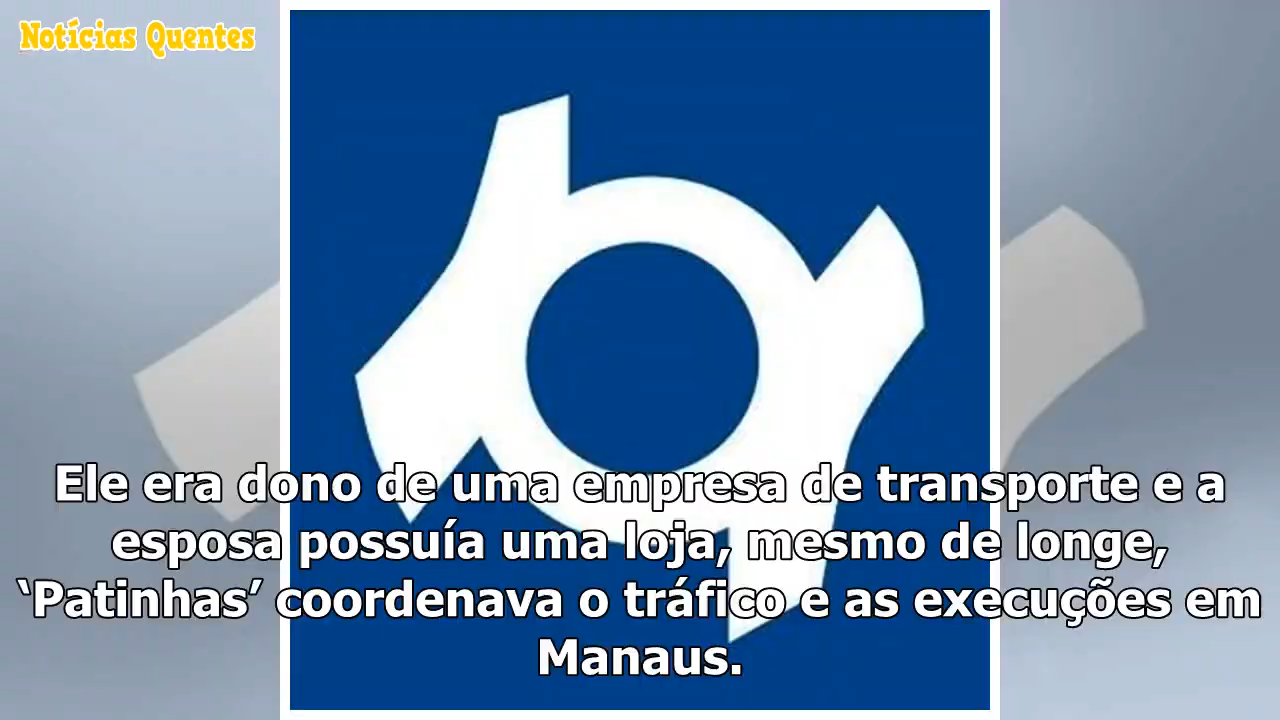 Notícias Quentes
Ele era dono de uma empresa de transporte e a
esposa possuía uma loja, mesmo de longe,
‘Patinhas’ coordenava o tráfico e as execuções em
Manaus.